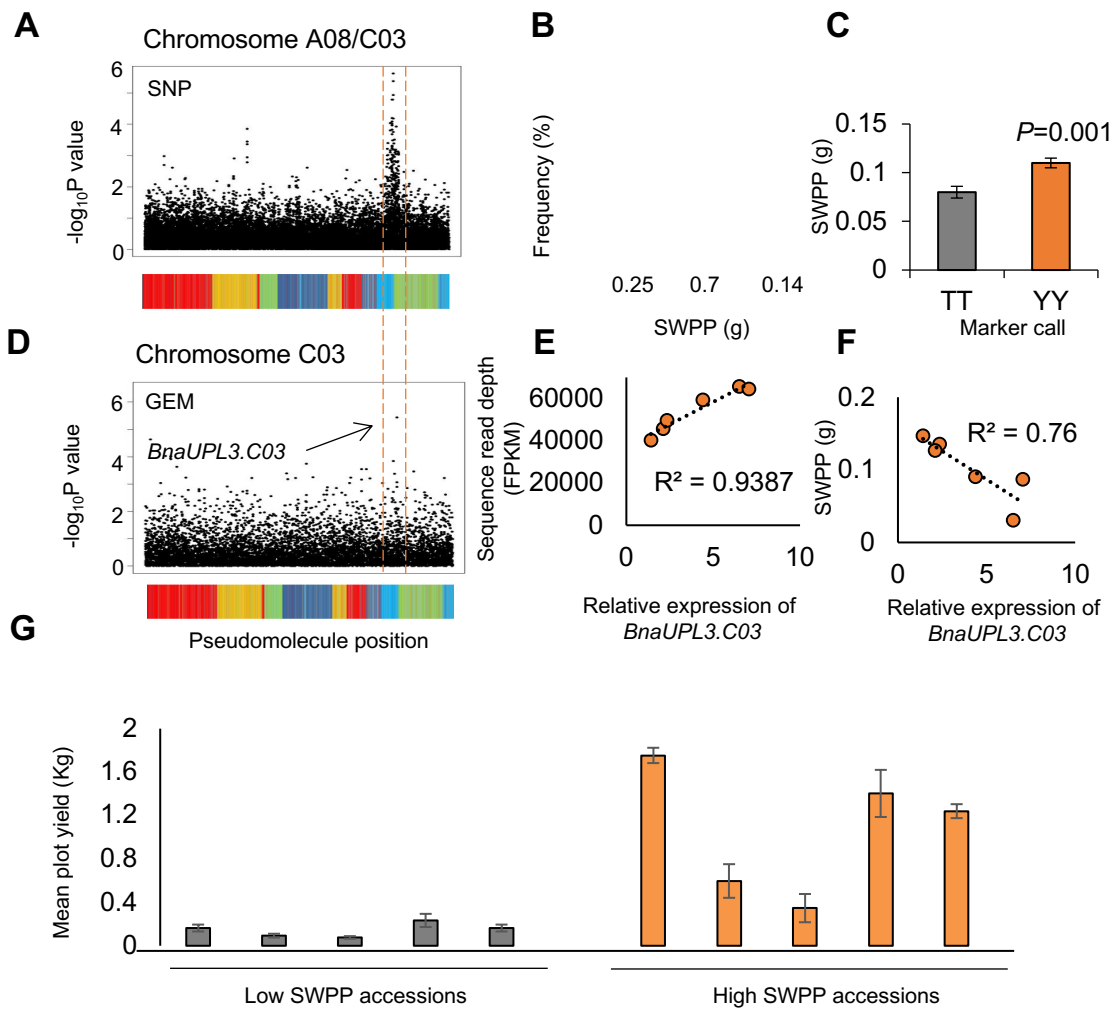 A
Chromosome A08/C03
SNP
6
4
2
0
-log10P value
B
Frequency (%)
0.25 0.7 0.14
SWPP (g)
C
P=0.001
SWPP (g)
0.15
0.1
0.05
0
TT YY
Marker call
D
Chromosome C03
GEM
BnaUPL3.C03
6
4
2
0
-log10P value
Pseudomolecule position
E
Sequence read depth
(FPKM)
60000
40000
20000
0
R² = 0.9387
0 5 10
Relative expression of
BnaUPL3.C03
F
SWPP (g)
0.2
0.1
0
R² = 0.76
0 5 10
Relative expression of
BnaUPL3.C03
G
Mean plot yield (Kg)
2
1.6
1.2
0.8
0.4
0
Low SWPP accessions
High SWPP accessions